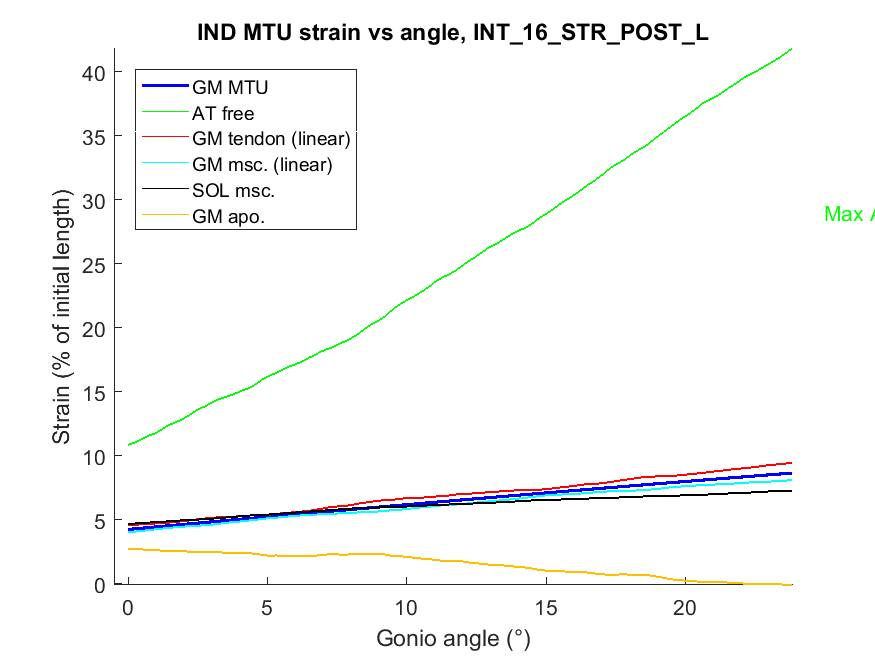 IND MTU strain vs angle, INT_16_STR_POST_L
Strain (% of initial length)
40
35
30
25
20
15
10
5
0
GM MTU
AT free
GM tendon (linear)
GM msc. (linear)
SOL msc.
GM apo.
Max A
0
5
10
15
20
Gonio angle (°)